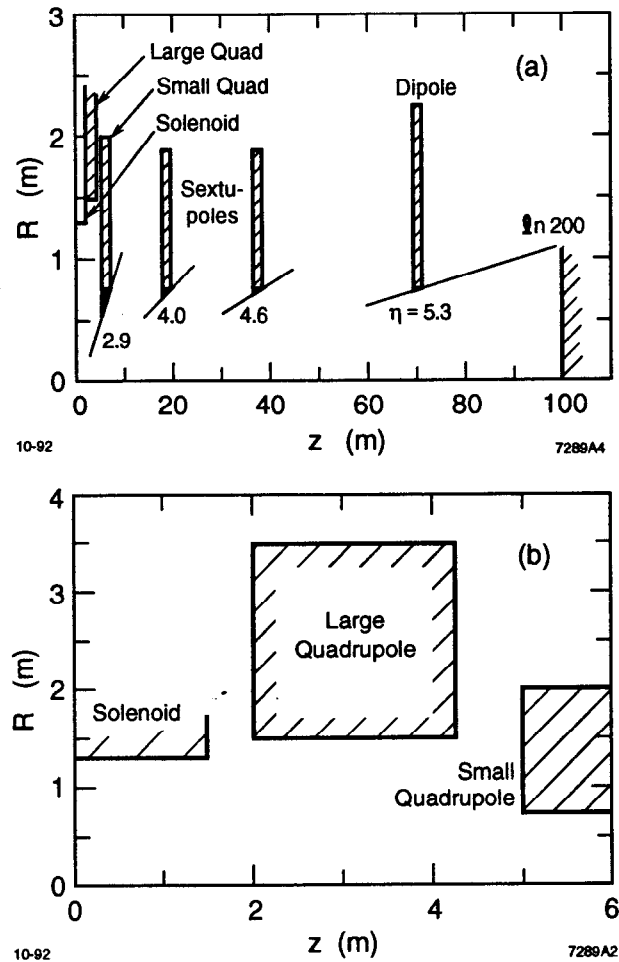 3
2
1
0
R (m)
Large Quad
Small Quad
Solenoid
(a)
Dipole
Sextu-
poles
ℓn 200
2.9
4.0
4.6
η = 5.3
0 20 40 60 80 100
z (m)
10-92
7289A4
4
3
2
1
0
R (m)
(b)
Large
Quadrupole
Solenoid
Small
Quadrupole
0 2 4 6
z (m)
10-92
7289A2